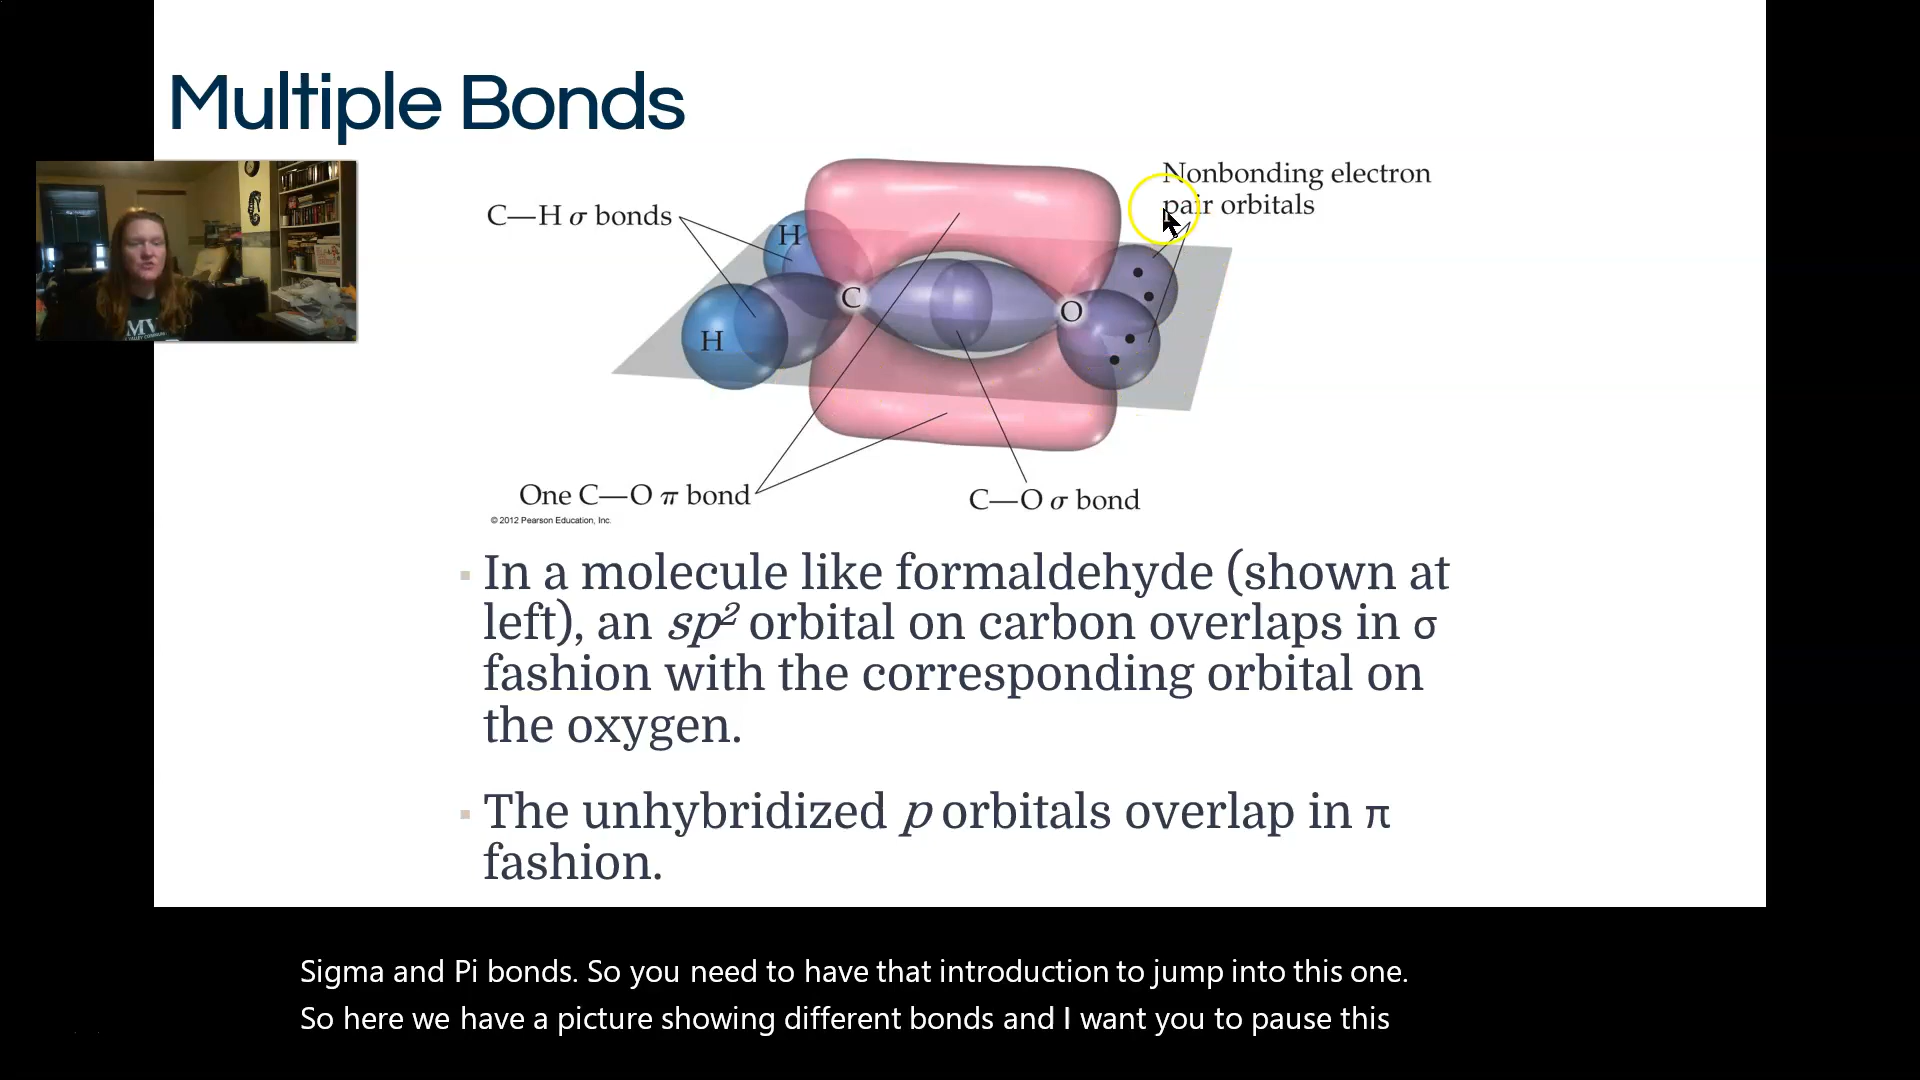 Multiple Bonds
Nonbonding electron
pair orbitals
C—H σ bonds
H
H
C
O
One C—O π bond
C—O σ bond
© 2012 Pearson Education, Inc.
▪ In a molecule like formaldehyde (shown at
left), an sp² orbital on carbon overlaps in σ
fashion with the corresponding orbital on
the oxygen.
▪ The unhybridized p orbitals overlap in π
fashion.
MV
Sigma and Pi bonds. So you need to have that introduction to jump into this one.
So here we have a picture showing different bonds and I want you to pause this